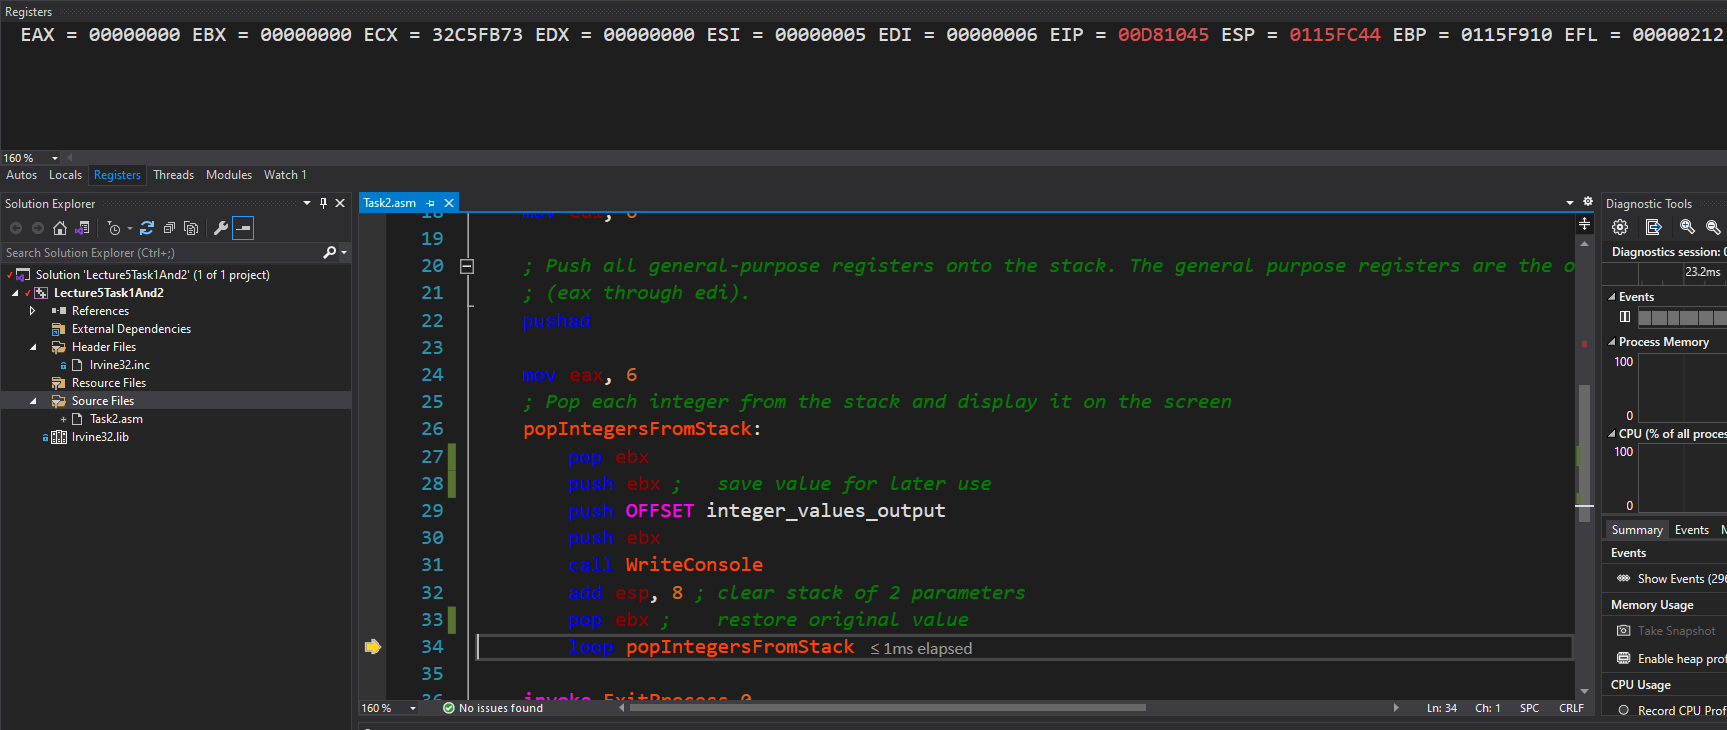 Registers
EAX = 00000000 EBX = 00000000 ECX = 32C5FB73 EDX = 00000000 ESI = 00000005 EDI = 00000006 EIP = 00D81045 ESP = 0115FC44 EBP = 0115F910 EFL = 00000212
160 %
Autos Locals Registers Threads Modules Watch 1
Solution Explorer
Search Solution Explorer (Ctrl+;)
Solution 'Lecture5Task1And2' (1 of 1 project)
Lecture5Task1And2
References
External Dependencies
Header Files
Irvine32.inc
Resource Files
Source Files
Task2.asm
Irvine32.lib
Task2.asm
18 mov edi, 6
19
20 ; Push all general-purpose registers onto the stack. The general purpose registers are the o
21 ; (eax through edi).
22 pushad
23
24 mov eax, 6
25 ; Pop each integer from the stack and display it on the screen
26 popIntegersFromStack:
27 pop ebx
28 push ebx ; save value for later use
29 push OFFSET integer_values_output
30 push ebx
31 call WriteConsole
32 add esp, 8 ; clear stack of 2 parameters
33 pop ebx ; restore original value
34 loop popIntegersFromStack ≤ 1ms elapsed
35
36 invoke ExitProcess,0
160 % No issues found Ln: 34 Ch: 1 SPC CRLF
Diagnostic Tools
Diagnostics session: 0
23.2ms
Events
Process Memory
100
0
CPU (% of all proces
100
0
Summary Events
Events
Show Events (296
Memory Usage
Take Snapshot
Enable heap prof
CPU Usage
Record CPU Prof